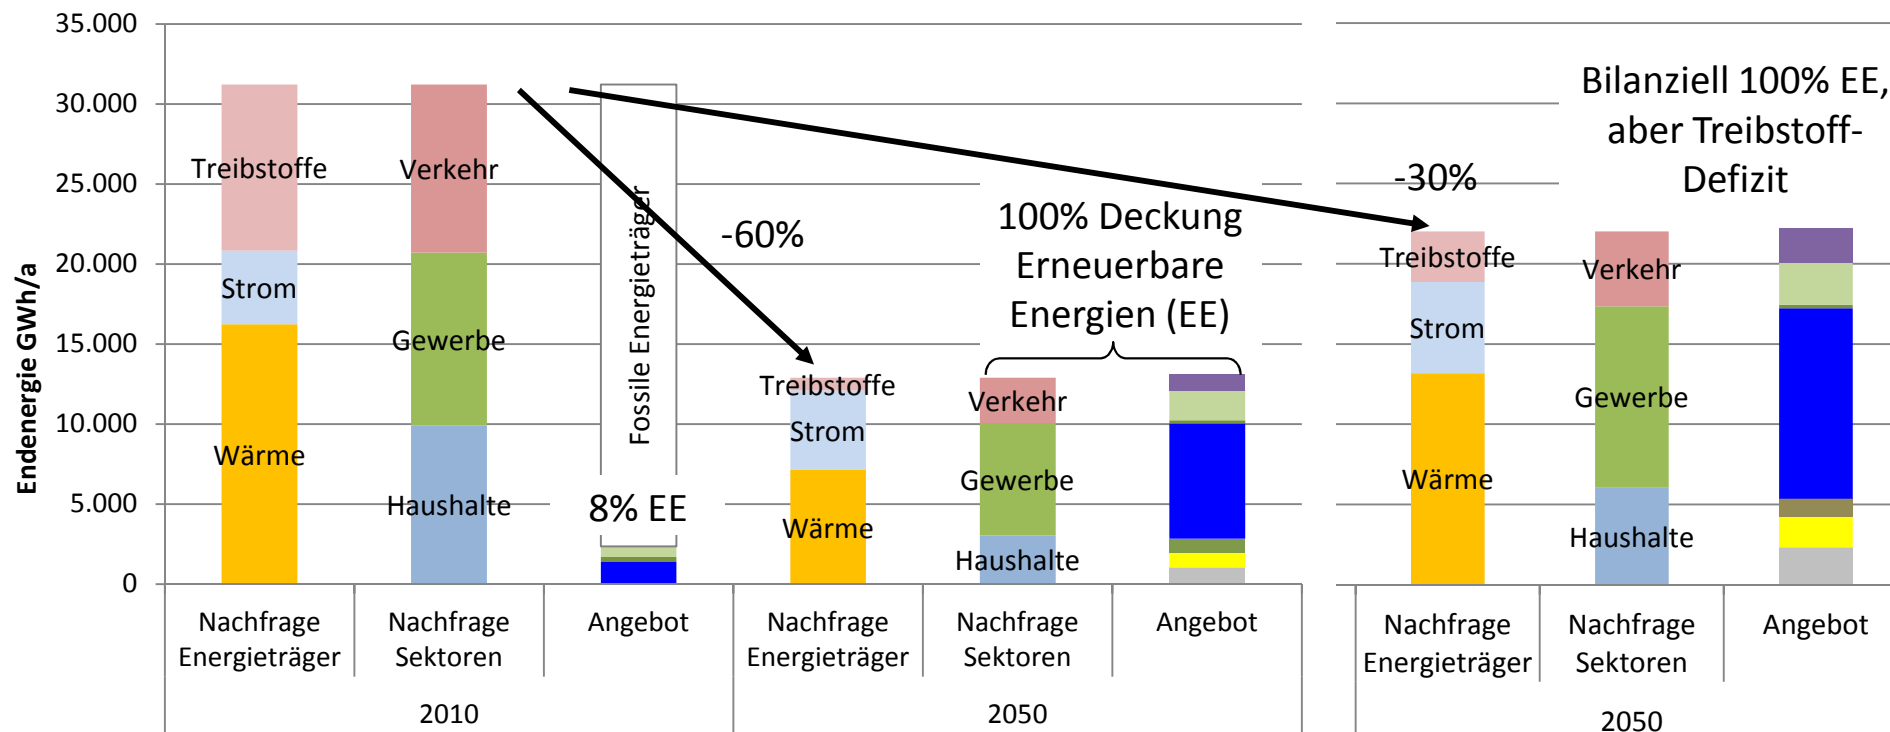 35.000
30.000
25.000
20.000
15.000
10.000
5.000
0
Endenergie GWh/a
Treibstoffe
Strom
Wärme
Verkehr
Gewerbe
Haushalte
Fossile Energieträger
8% EE
-60%
Treibstoffe
Strom
Wärme
100% Deckung
Erneuerbare
Energien (EE)
Verkehr
Gewerbe
Haushalte
-30%
Bilanziell 100% EE,
aber Treibstoff-
Defizit
Treibstoffe
Strom
Wärme
Verkehr
Gewerbe
Haushalte
Nachfrage
Energieträger
Nachfrage
Sektoren
Angebot
Nachfrage
Energieträger
Nachfrage
Sektoren
Angebot
Nachfrage
Energieträger
Nachfrage
Sektoren
Angebot
2010
2050
2050